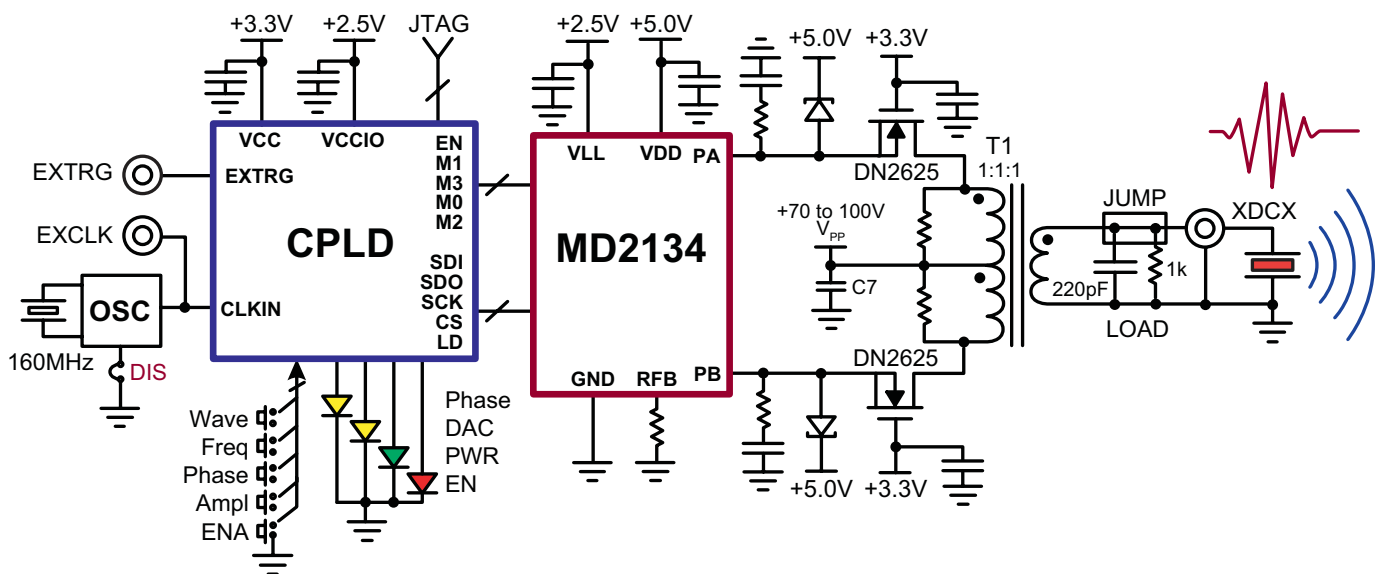 +3.3V
+2.5V
JTAG
+2.5V
+5.0V
+5.0V
+3.3V
VCC
VCCIO
EN
M1
M3
M0
M2
EXTRG
EXTRG
EXCLK
CPLD
SDI
SDO
SCK
CS
LD
CLKIN
OSC
160MHz
DIS
VLL
VDD
PA
MD2134
GND
RFB
PB
DN2625
T1
1:1:1
+70 to 100V
VPP
C7
JUMP
XDCX
220pF
1k
LOAD
DN2625
+5.0V
+3.3V
Wave
Freq
Phase
Ampl
ENA
Phase
DAC
PWR
EN